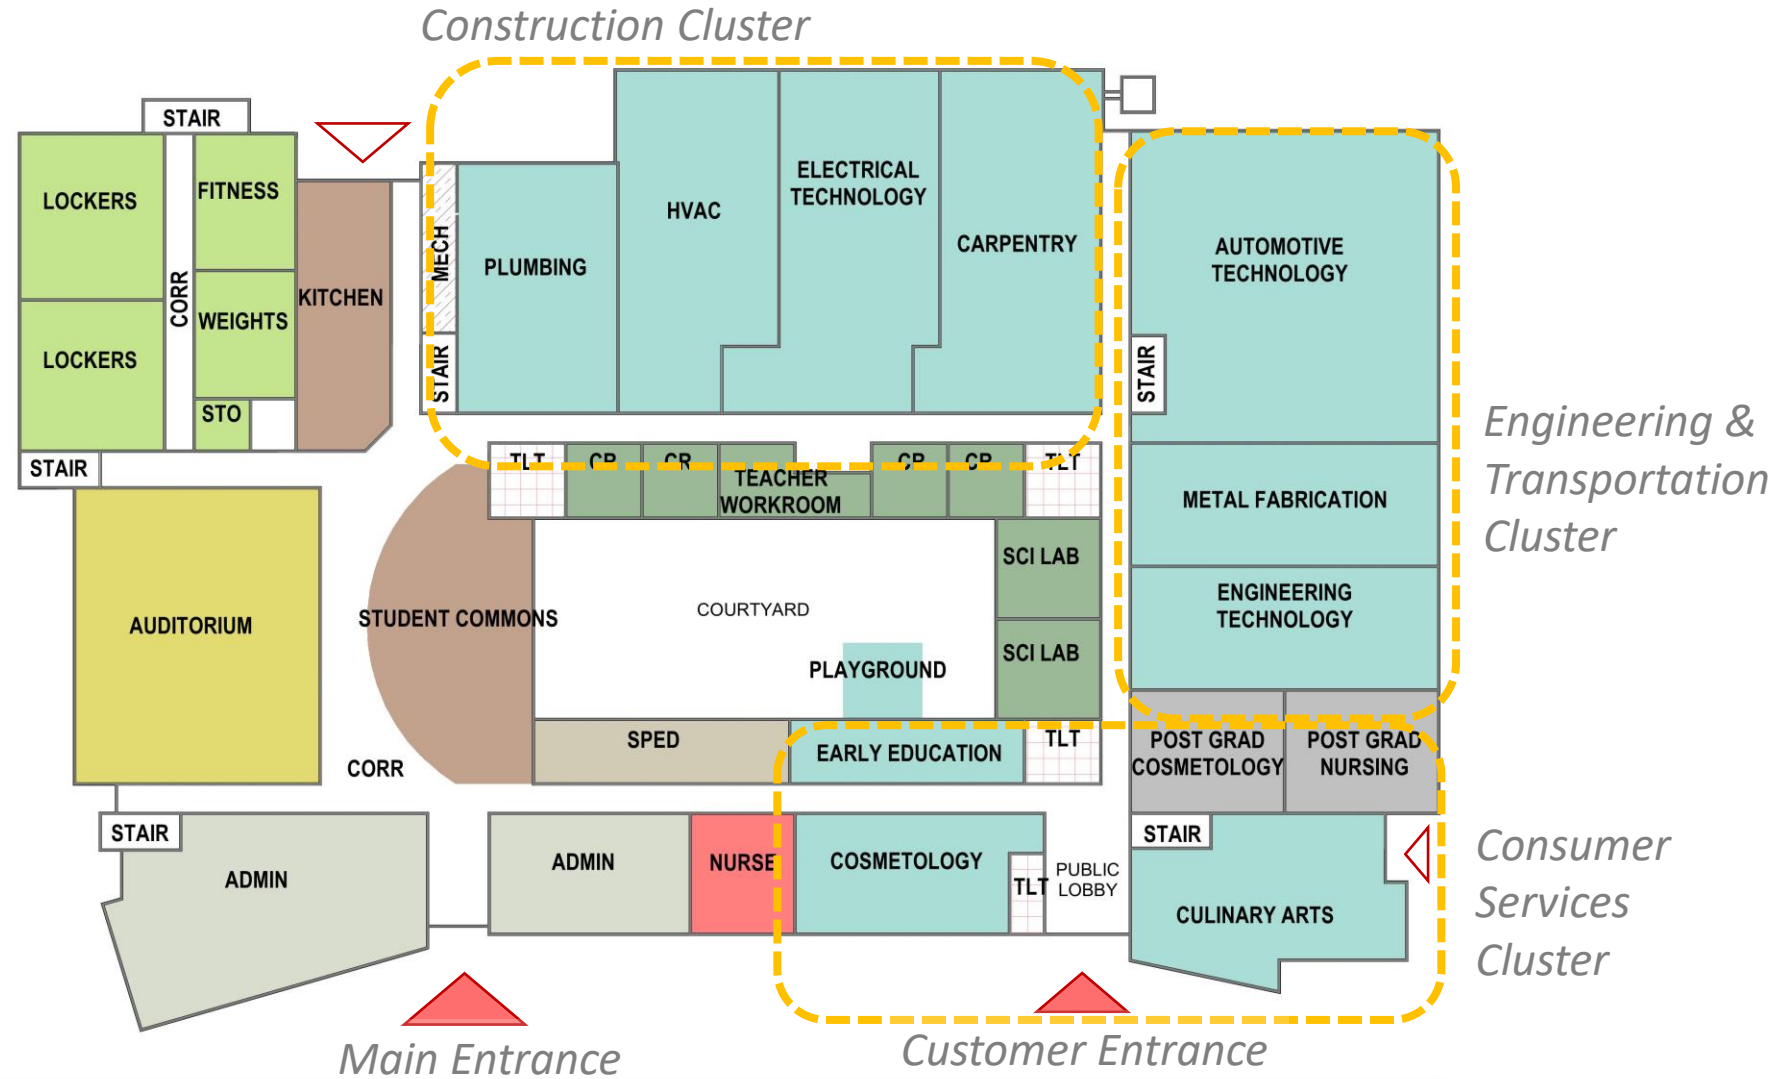 Construction Cluster
STAIR
LOCKERS
FITNESS
CORR
WEIGHTS
LOCKERS
STO
KITCHEN
STAIR
MECH
STAIR
PLUMBING
HVAC
ELECTRICAL
TECHNOLOGY
CARPENTRY
AUTOMOTIVE
TECHNOLOGY
STAIR
Engineering &
Transportation
Cluster
TLT
CR
CR
TEACHER
WORKROOM
CR
CR
TLT
METAL FABRICATION
SCI LAB
ENGINEERING
TECHNOLOGY
COURTYARD
AUDITORIUM
STUDENT COMMONS
SCI LAB
PLAYGROUND
SPED
EARLY EDUCATION
TLT
POST GRAD
COSMETOLOGY
POST GRAD
NURSING
CORR
STAIR
ADMIN
ADMIN
NURSE
COSMETOLOGY
TLT
PUBLIC
LOBBY
STAIR
CULINARY ARTS
Consumer
Services
Cluster
Main Entrance
Customer Entrance